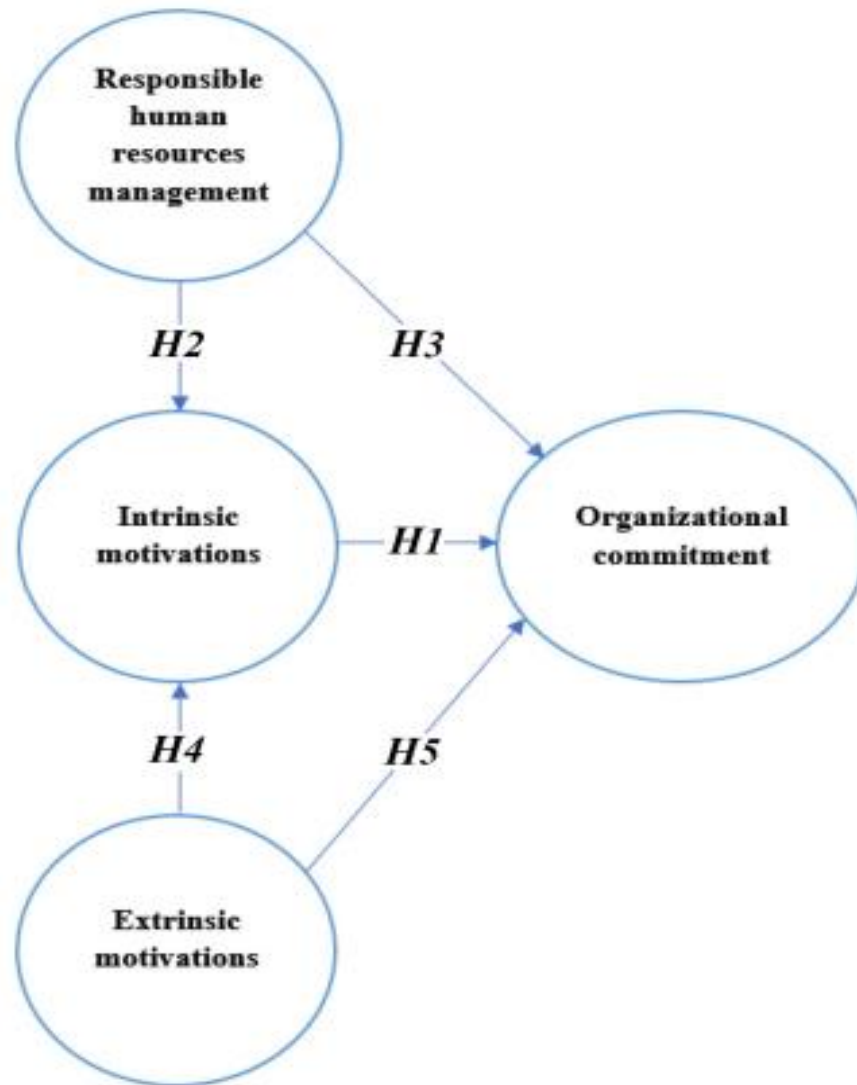 Responsible
human
resources
management
H2
H3
Intrinsic
motivations
H1
Organizational
commitment
H4
H5
Extrinsic
motivations